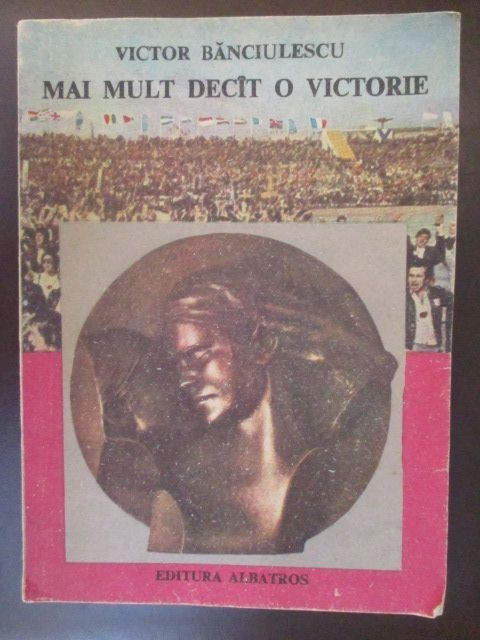 VICTOR BĂNCIULESCU
MAI MULT DECÎT O VICTORIE
EDITURA ALBATROS